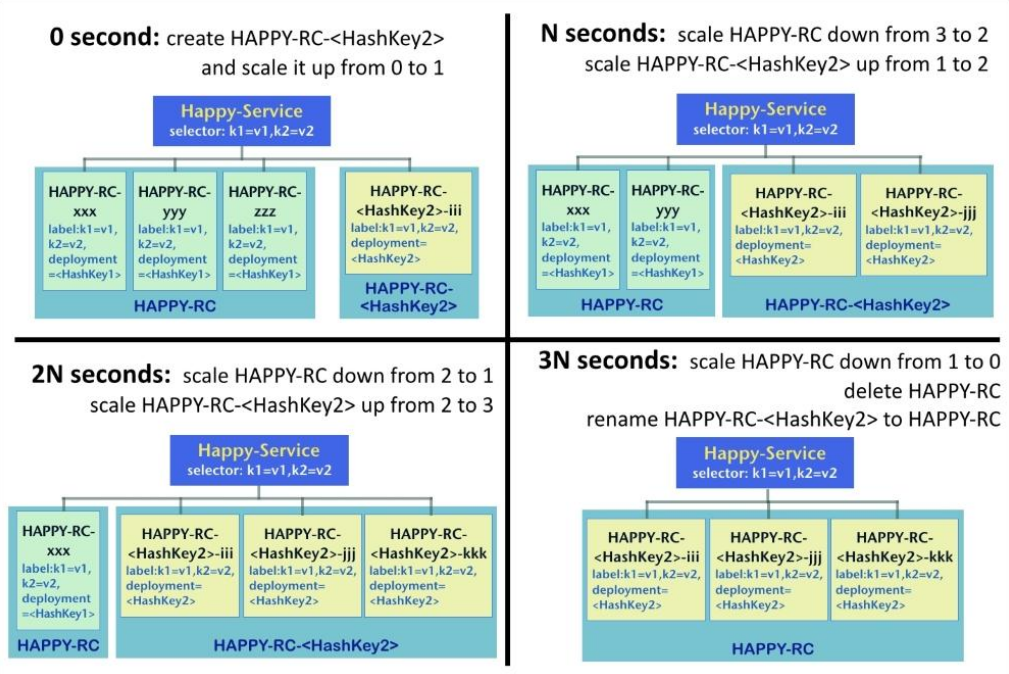 0 second: create HAPPY-RC-<HashKey2>
and scale it up from 0 to 1
Happy-Service
selector: k1=v1,k2=v2
HAPPY-RC-
xxx
label:k1=v1,
k2=v2,
deployment
=<HashKey1>
HAPPY-RC-
yyy
label:k1=v1,
k2=v2,
deployment
=<HashKey1>
HAPPY-RC-
zzz
label:k1=v1,
k2=v2,
deployment
=<HashKey1>
HAPPY-RC
HAPPY-RC-
<HashKey2>-iii
label:k1=v1,k2=v2,
deployment=
<HashKey2>
HAPPY-RC-
<HashKey2>
N seconds: scale HAPPY-RC down from 3 to 2
scale HAPPY-RC-<HashKey2> up from 1 to 2
Happy-Service
selector: k1=v1,k2=v2
HAPPY-RC-
xxx
label:k1=v1,
k2=v2,
deployment
=<HashKey1>
HAPPY-RC-
yyy
label:k1=v1,
k2=v2,
deployment
=<HashKey1>
HAPPY-RC
HAPPY-RC-
<HashKey2>-iii
label:k1=v1,k2=v2,
deployment=
<HashKey2>
HAPPY-RC-
<HashKey2>-jjj
label:k1=v1,k2=v2,
deployment=
<HashKey2>
HAPPY-RC-<HashKey2>
2N seconds: scale HAPPY-RC down from 2 to 1
scale HAPPY-RC-<HashKey2> up from 2 to 3
Happy-Service
selector: k1=v1,k2=v2
HAPPY-RC-
xxx
label:k1=v1,
k2=v2,
deployment
=<HashKey1>
HAPPY-RC
HAPPY-RC-
<HashKey2>-iii
label:k1=v1,k2=v2,
deployment=
<HashKey2>
HAPPY-RC-
<HashKey2>-jjj
label:k1=v1,k2=v2,
deployment=
<HashKey2>
HAPPY-RC-
<HashKey2>-kkk
label:k1=v1,k2=v2,
deployment=
<HashKey2>
HAPPY-RC-<HashKey2>
3N seconds: scale HAPPY-RC down from 1 to 0
delete HAPPY-RC
rename HAPPY-RC-<HashKey2> to HAPPY-RC
Happy-Service
selector: k1=v1,k2=v2
HAPPY-RC-
<HashKey2>-iii
label:k1=v1,k2=v2,
deployment=
<HashKey2>
HAPPY-RC-
<HashKey2>-jjj
label:k1=v1,k2=v2,
deployment=
<HashKey2>
HAPPY-RC-
<HashKey2>-kkk
label:k1=v1,k2=v2,
deployment=
<HashKey2>
HAPPY-RC